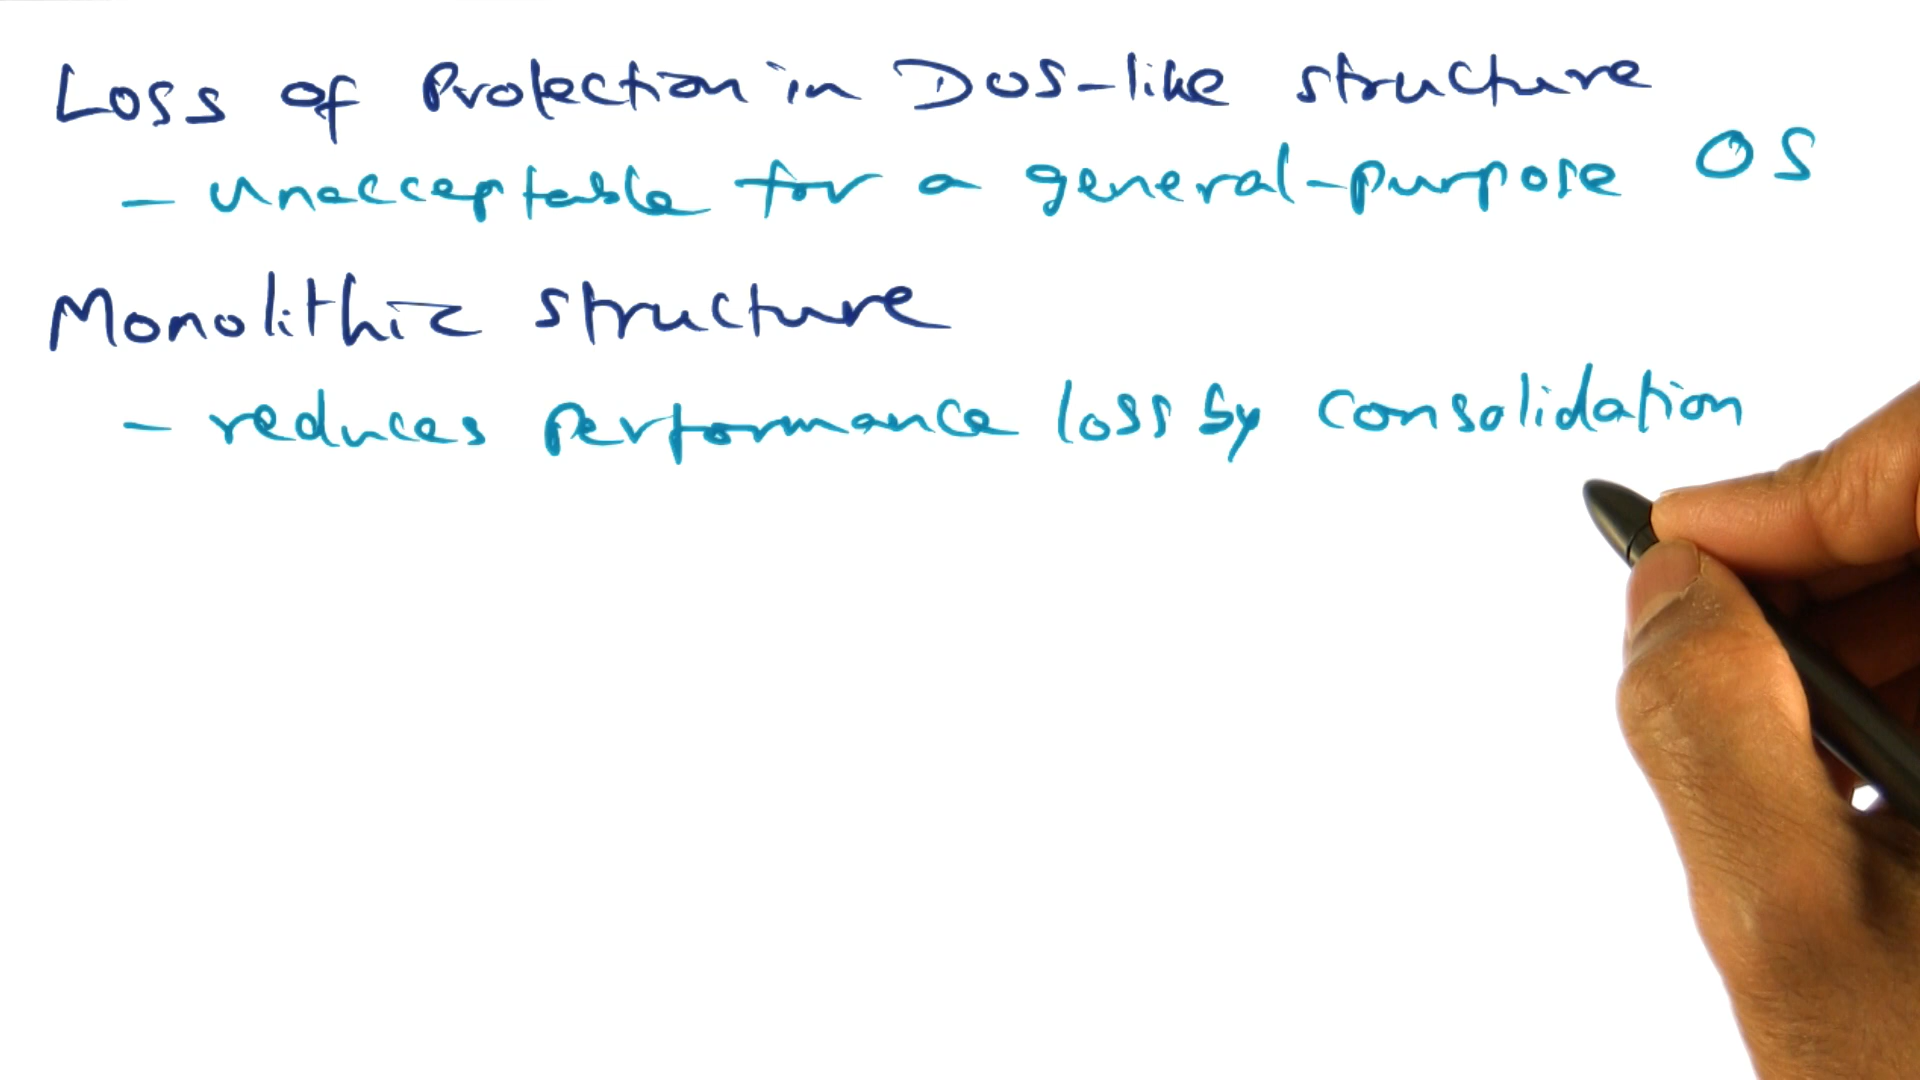 Loss of Protection in DOS-like structure
- unacceptable for a general-purpose OS
Monolithic structure
- reduces performance loss by consolidation